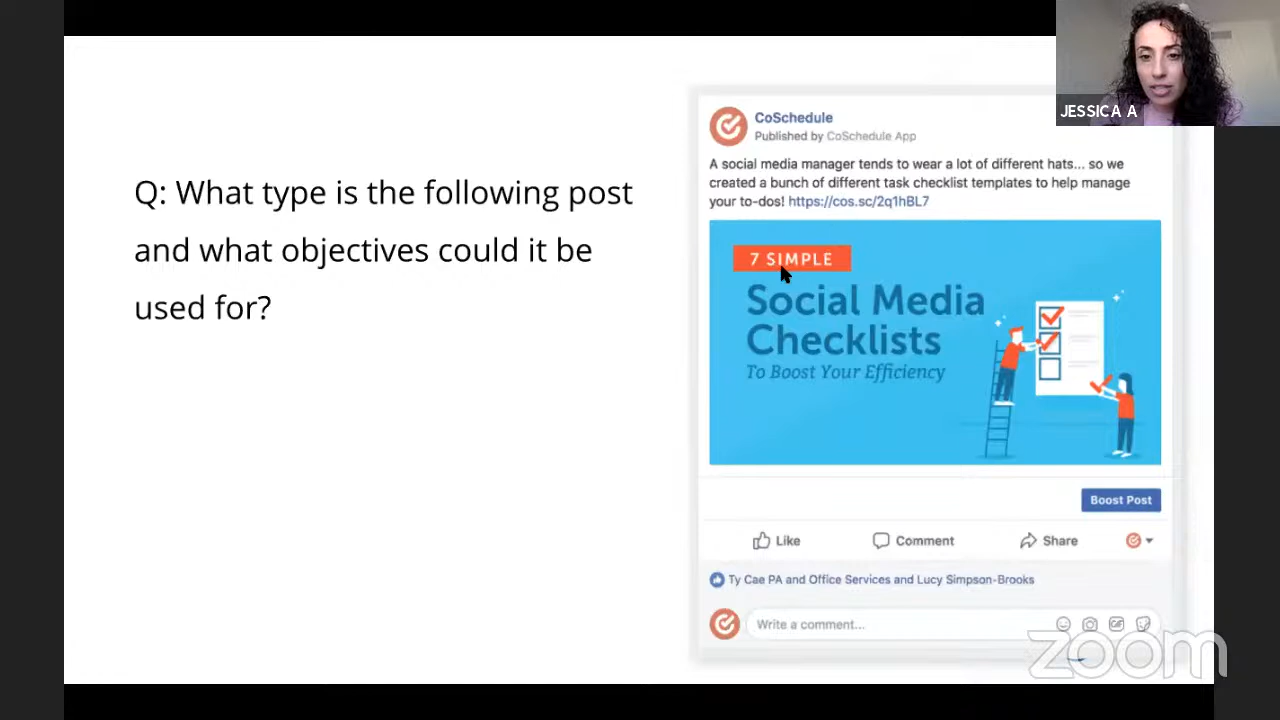 Q: What type is the following post
and what objectives could it be
used for?
JESSICA A
CoSchedule
Published by CoSchedule App
A social media manager tends to wear a lot of different hats... so we
created a bunch of different task checklist templates to help manage
your to-dos! https://cos.sc/2q1hBL7
7 SIMPLE
Social Media
Checklists
To Boost Your Efficiency
Boost Post
Like Comment Share
Ty Cae PA and Office Services and Lucy Simpson-Brooks
Write a comment...
GIF
zoom